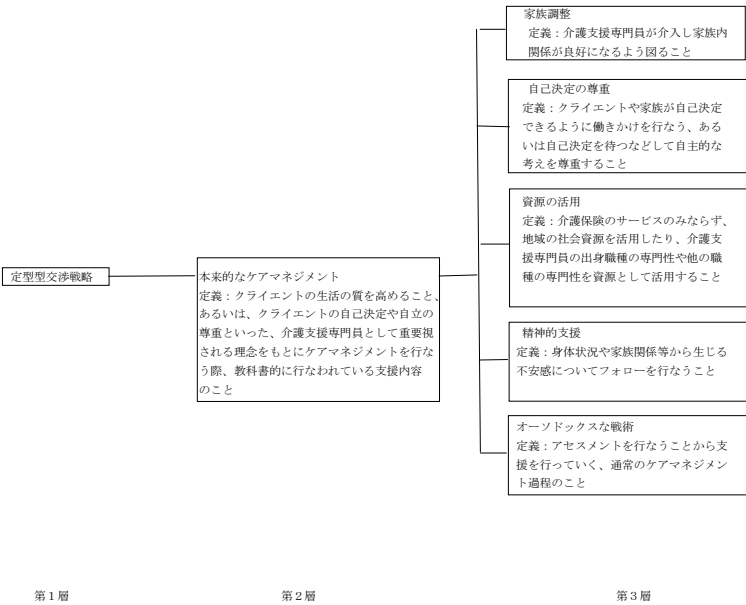 家族調整
定義：介護支援専門員が介入し家族内
関係が良好になるよう図ること
自己決定の尊重
定義：クライエントや家族が自己決定
できるように働きかけを行なう、ある
いは自己決定を待つなどして自主的な
考えを尊重すること
資源の活用
定義：介護保険のサービスのみならず、
地域の社会資源を活用したり、介護支
援専門員の出身職種の専門性や他の職
種の専門性を資源として活用すること
定型型交渉戦略
本来的なケアマネジメント
定義：クライエントの生活の質を高めること、
あるいは、クライエントの自己決定や自立の
尊重といった、介護支援専門員として重要視
される理念をもとにケアマネジメントを行な
う際、教科書的に行なわれている支援内容
のこと
精神的支援
定義：身体状況や家族関係等から生じる
不安感についてフォローを行なうこと
オーソドックスな戦術
定義：アセスメントを行なうことから支
援を行っていく、通常のケアマネジメン
ト過程のこと
第１層
第２層
第３層